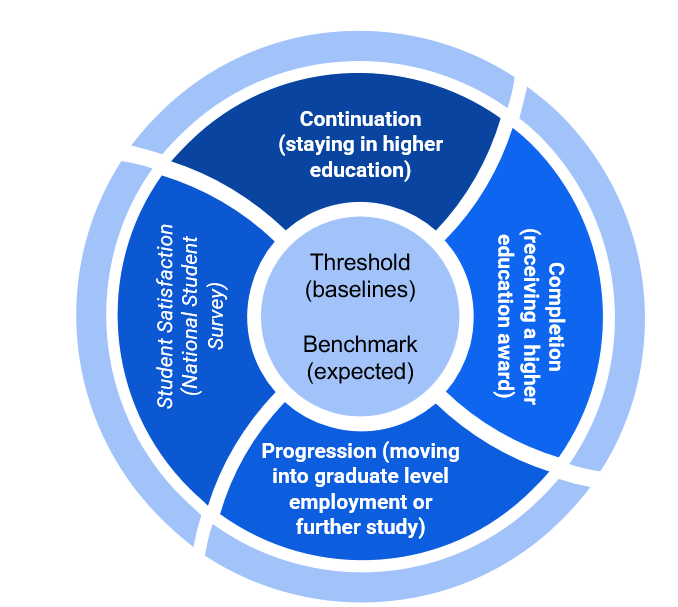 Continuation
(staying in higher
education)
Completion
(receiving a higher
education award)
Progression (moving
into graduate level
employment or
further study)
Student Satisfaction
(National Student
Survey)
Threshold
(baselines)
Benchmark
(expected)